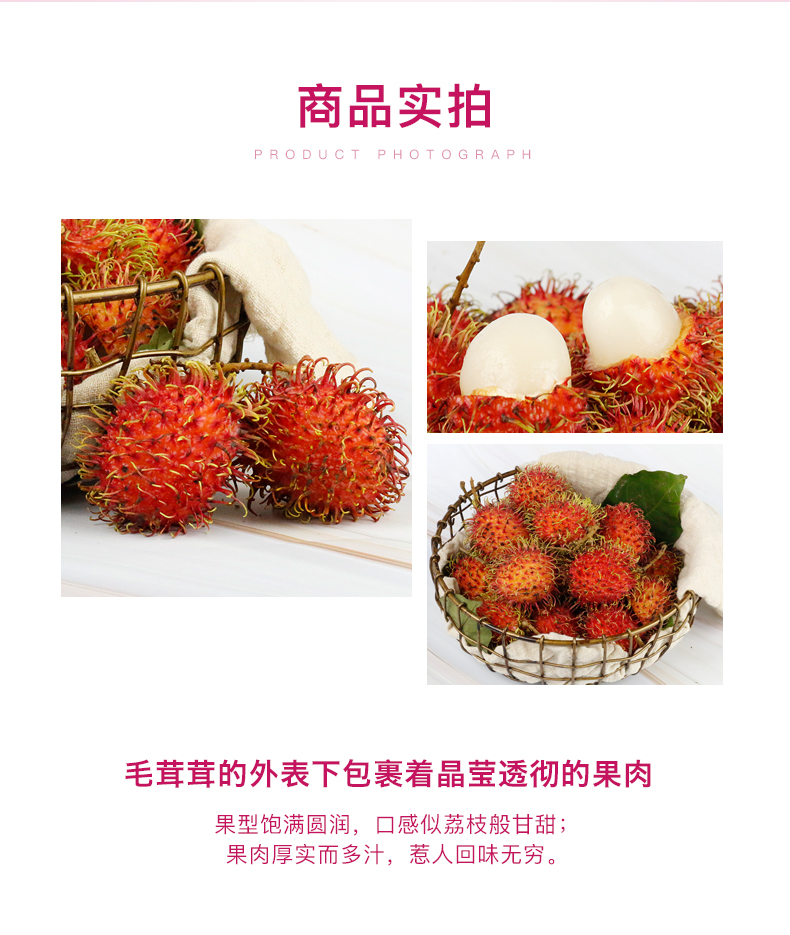 商品实拍
PRODUCT PHOTOGRAPH
毛茸茸的外表下包裹着晶莹透彻的果肉
果型饱满圆润，口感似荔枝般甘甜；
果肉厚实而多汁，惹人回味无穷。